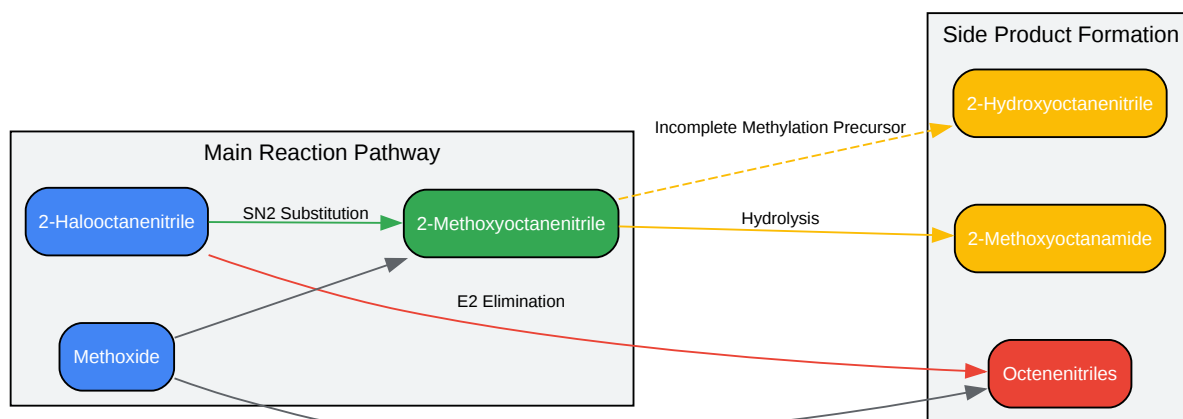 Side Product Formation
2-Hydroxyoctanenitrile
Incomplete Methylation Precursor
Main Reaction Pathway
2-Halooctanenitrile
SN2 Substitution
2-Methoxyoctanenitrile
Hydrolysis
2-Methoxyoctanamide
E2 Elimination
Methoxide
Octenenitriles